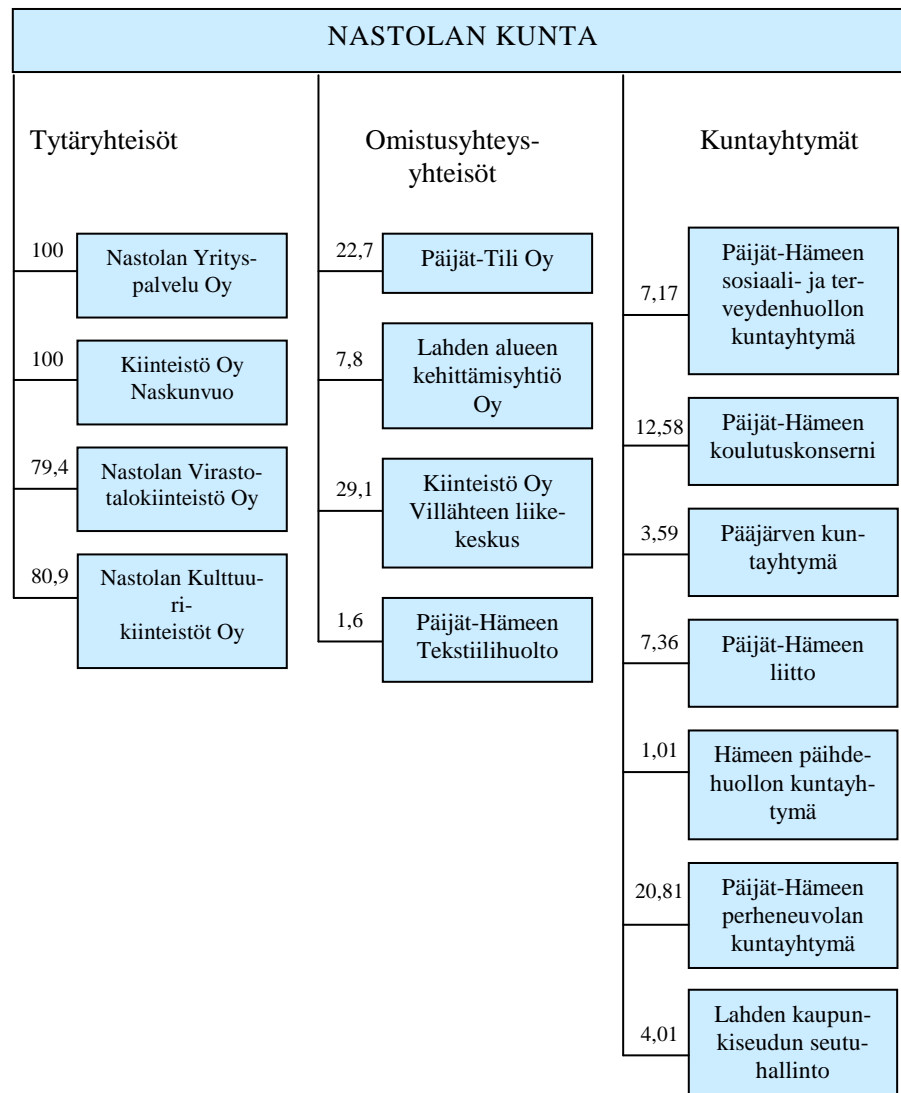 NASTOLAN KUNTA
Tytäryhteisöt
100
Nastolan Yritys-
palvelu Oy
100
Kiinteistö Oy
Naskunvuo
79,4
Nastolan Virasto-
talokiinteistö Oy
80,9
Nastolan Kulttuu-
ri-
kiinteistöt Oy
Omistusyhteys-
yhteisöt
22,7
Päijät-Tili Oy
7,8
Lahden alueen
kehittämisyhtiö
Oy
29,1
Kiinteistö Oy
Villähteen liike-
keskus
1,6
Päijät-Hämeen
Tekstiilihuolto
Kuntayhtymät
7,17
Päijät-Hämeen
sosiaali- ja ter-
veydenhuollon
kuntayhtymä
12,58
Päijät-Hämeen
koulutuskonserni
3,59
Pääjärven kun-
tayhtymä
7,36
Päijät-Hämeen
liitto
1,01
Hämeen päihde-
huollon kuntayh-
tymä
20,81
Päijät-Hämeen
perheneuvolan
kuntayhtymä
4,01
Lahden kaupun-
kiseudun seutu-
hallinto